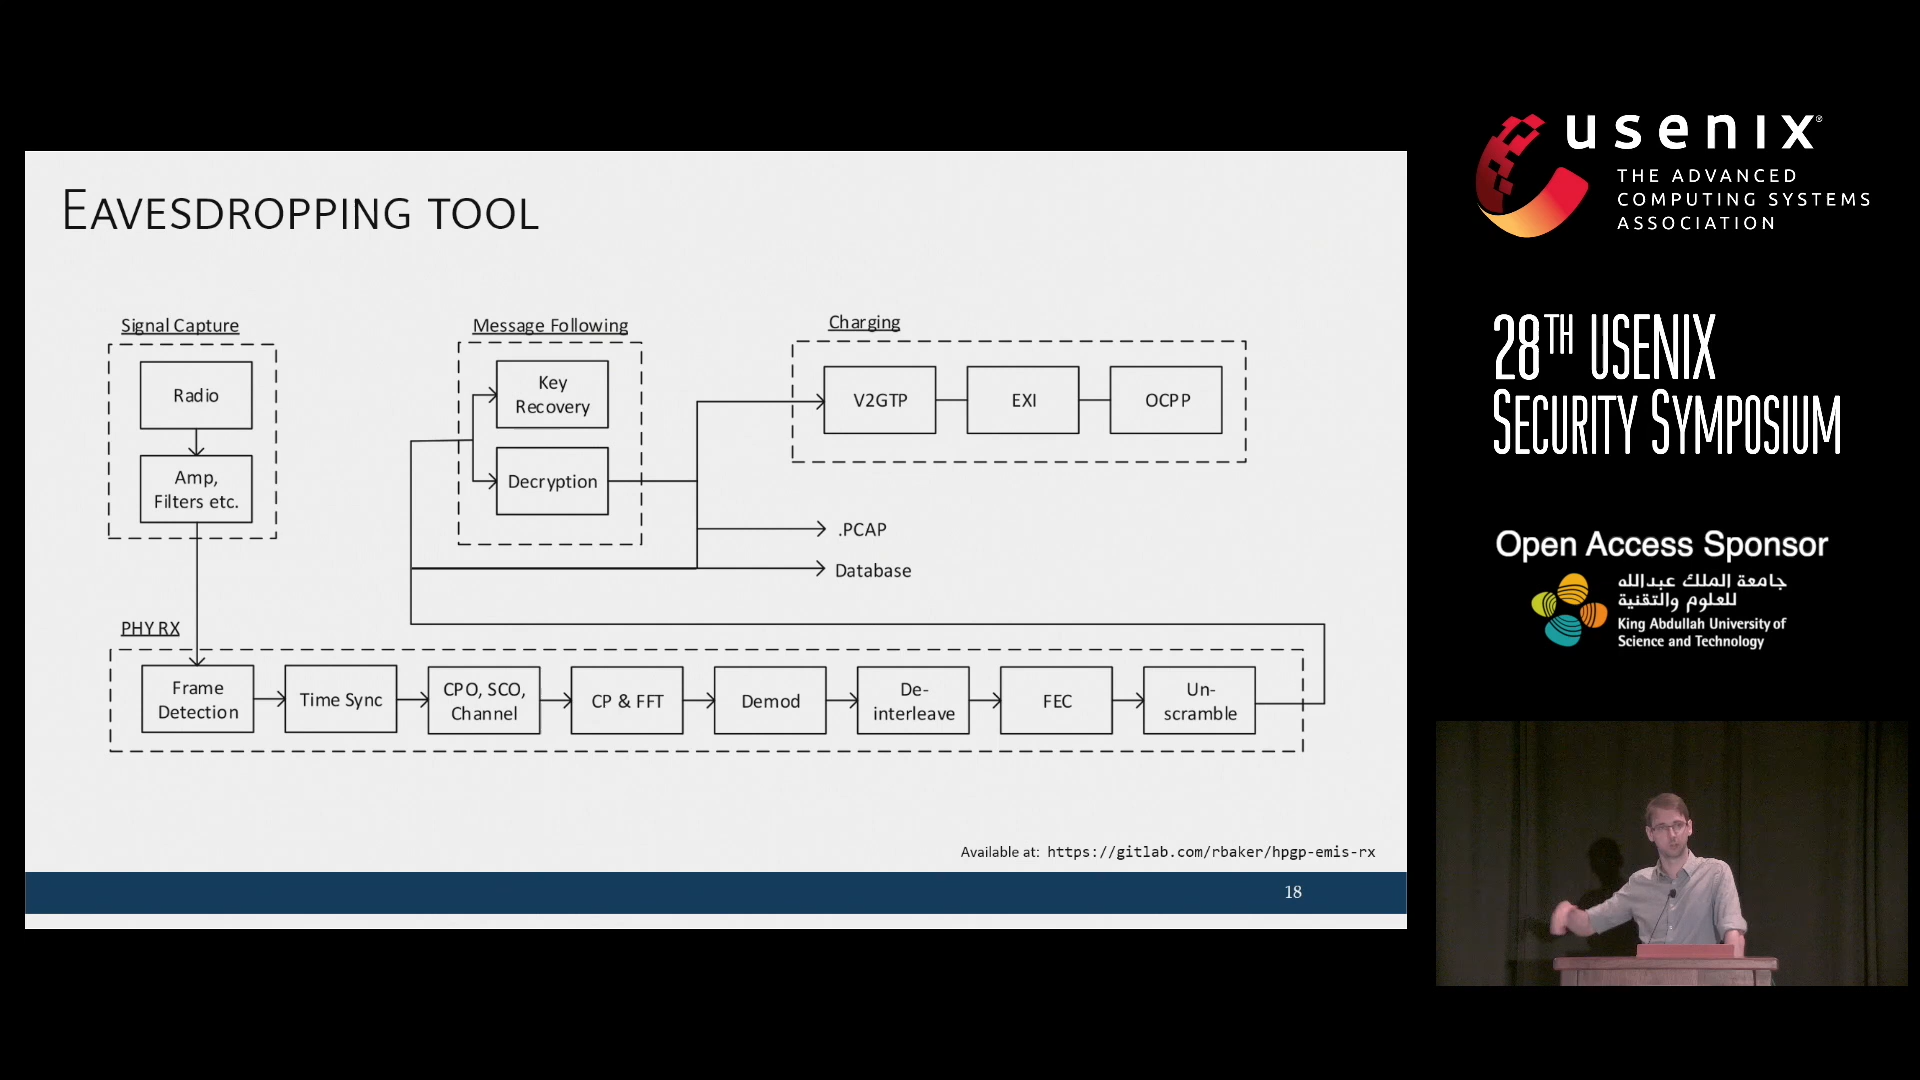 EAVESDROPPING TOOL
Signal Capture
Radio
Amp,
Filters etc.
Message Following
Key
Recovery
Decryption
Charging
V2GTP
EXI
OCPP
.PCAP
Database
PHY RX
Frame
Detection
Time Sync
CPO, SCO,
Channel
CP & FFT
Demod
De-
interleave
FEC
Un-
scramble
Available at: https://gitlab.com/rbaker/hpgp-emis-rx
18
usenix®
THE ADVANCED
COMPUTING SYSTEMS
ASSOCIATION
28TH USENIX
SECURITY SYMPOSIUM
Open Access Sponsor
جامعة الملك عبدالله
للعلوم والتقنية
King Abdullah University of
Science and Technology